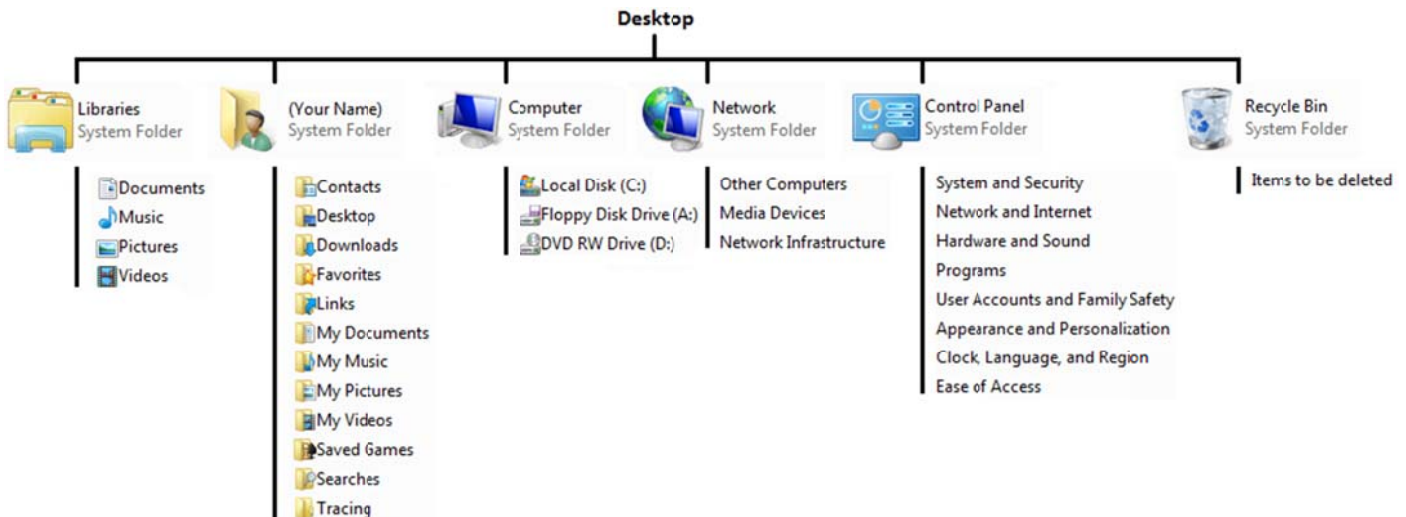 Desktop
Libraries
System Folder
Documents
Music
Pictures
Videos
(Your Name)
System Folder
Contacts
Desktop
Downloads
Favorites
Links
My Documents
My Music
My Pictures
My Videos
Saved Games
Searches
Tracing
Computer
System Folder
Local Disk (C:)
Floppy Disk Drive (A:)
DVD RW Drive (D:)
Network
System Folder
Other Computers
Media Devices
Network Infrastructure
Control Panel
System Folder
System and Security
Network and Internet
Hardware and Sound
Programs
User Accounts and Family Safety
Appearance and Personalization
Clock, Language, and Region
Ease of Access
Recycle Bin
System Folder
Items to be deleted